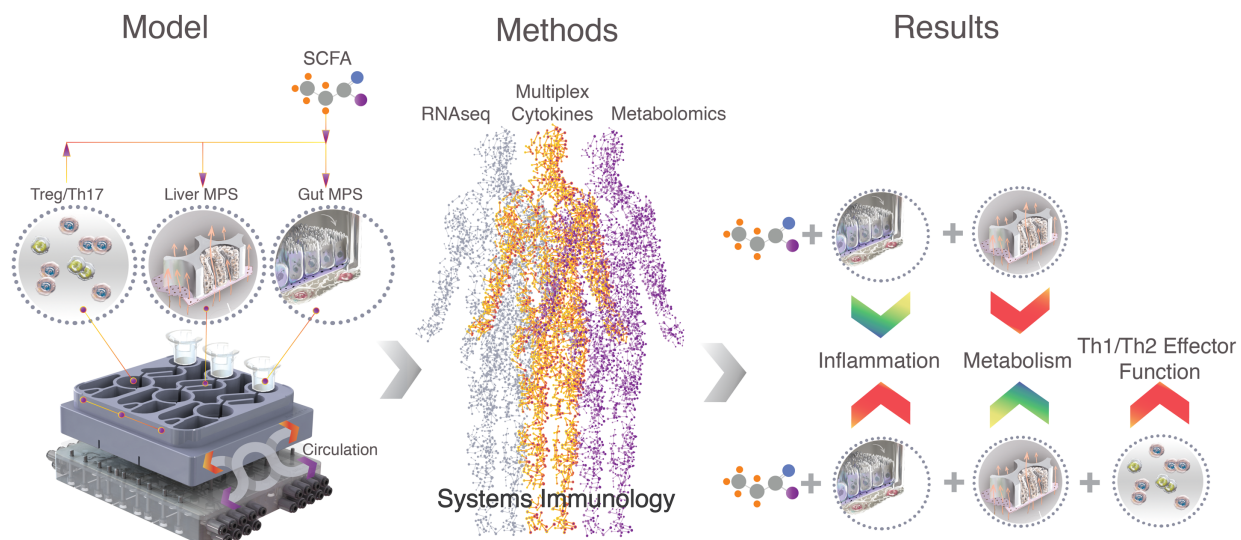 Model
Methods
Results
SCFA
RNAseq
Multiplex
Cytokines
Metabolomics
Treg/Th17
Liver MPS
Gut MPS
Circulation
Systems Immunology
Inflammation
Metabolism
Th1/Th2 Effector
Function